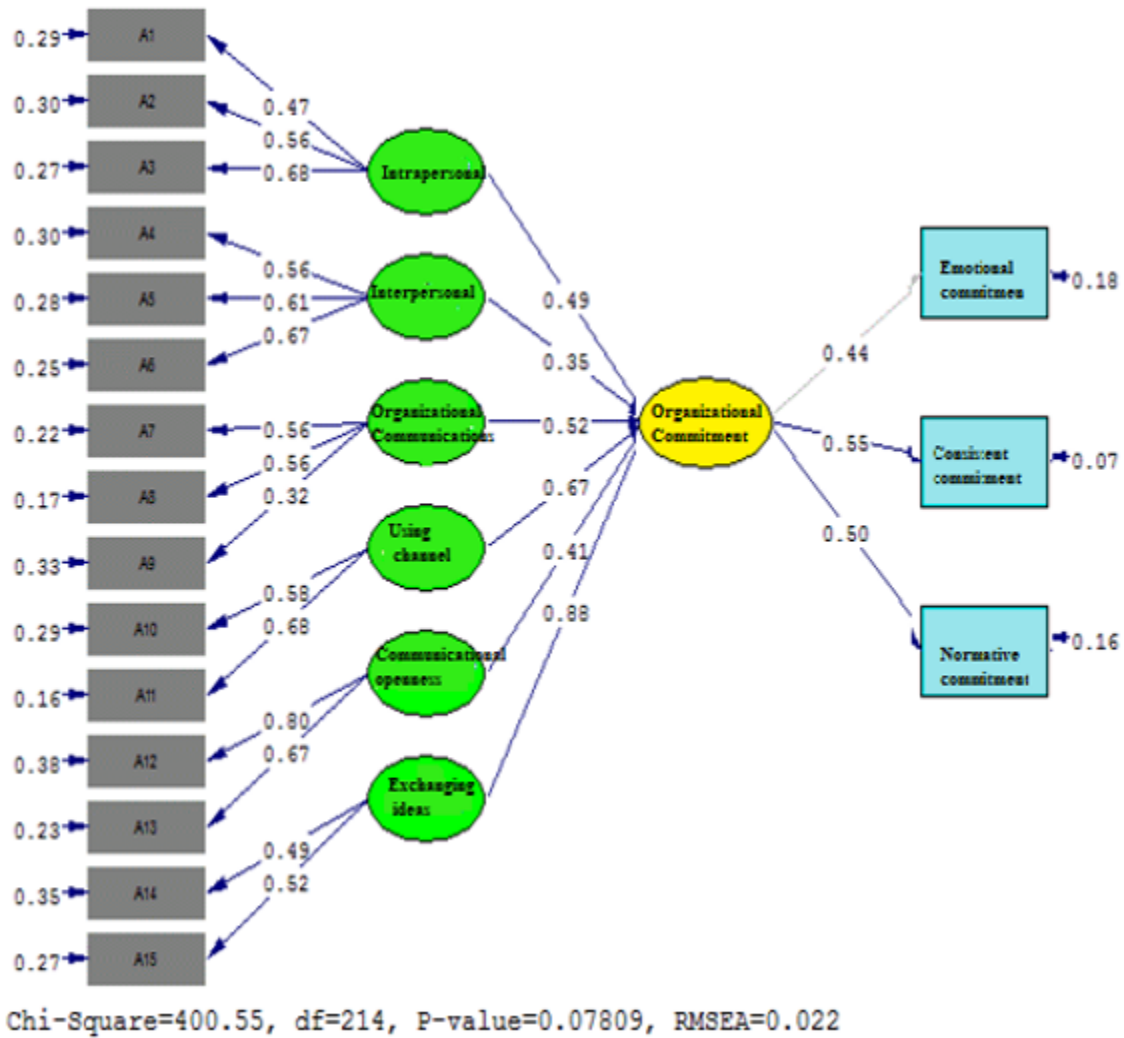 0.29 A1
0.47
0.30 A2
0.56
0.27 A3
0.68
Intrapersonal
0.30 A4
0.56
0.28 A5
0.61
Interpersonal
0.25 A6
0.67
0.22 A7
0.56
Organizational
Communications
0.17 A8
0.56
0.33 A9
0.32
0.29 A10
0.58
Using
channel
0.16 A11
0.68
0.38 A12
0.80
Communicational
openness
0.23 A13
0.67
0.35 A14
0.49
Exchanging
ideas
0.27 A15
0.52
0.49
0.35
0.52
0.67
0.41
0.88
Organizational
Commitment
0.44
0.55
0.50
Emotional
commitmen
0.18
Consistent
commitment
0.07
Normative
commitment
0.16
Chi-Square=400.55, df=214, P-value=0.07809, RMSEA=0.022